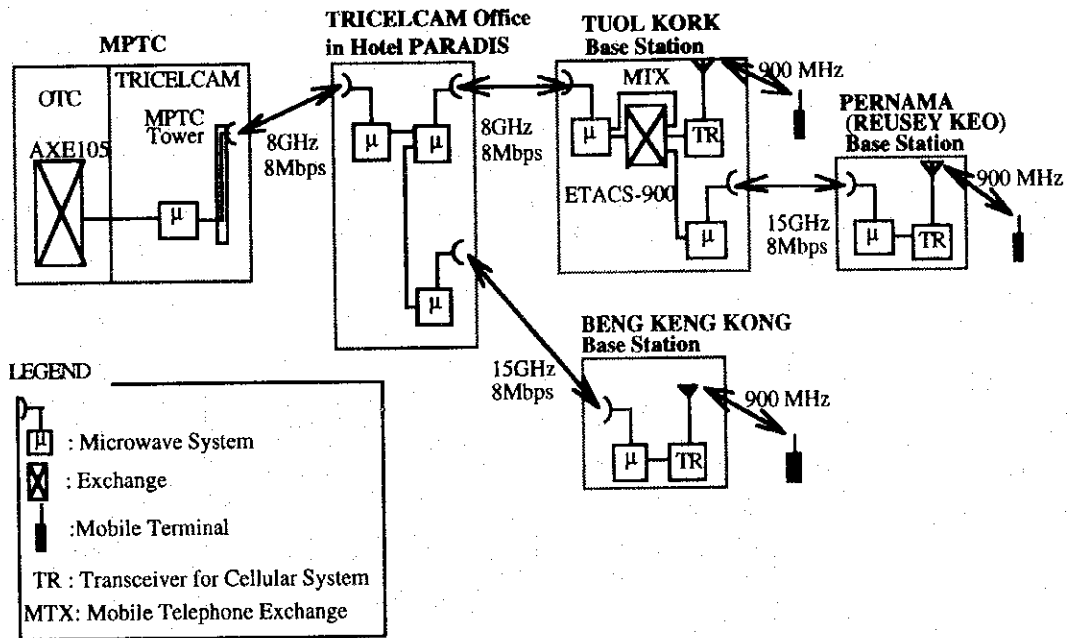 MPTC
OTC
TRICELCAM
MPTC
Tower
AXE105
μ
8GHz
8Mbps
TRICELCAM Office
in Hotel PARADIS
μ
μ
μ
8GHz
8Mbps
TUOL KORK
Base Station
MTX
μ
TR
ETACS-900
μ
900 MHz
15GHz
8Mbps
PERNAMA
(REUSEY KEO)
Base Station
μ
TR
900 MHz
15GHz
8Mbps
BENG KENG KONG
Base Station
μ
TR
900 MHz
LEGEND
μ : Microwave System
: Exchange
:Mobile Terminal
TR : Transceiver for Cellular System
MTX: Mobile Telephone Exchange